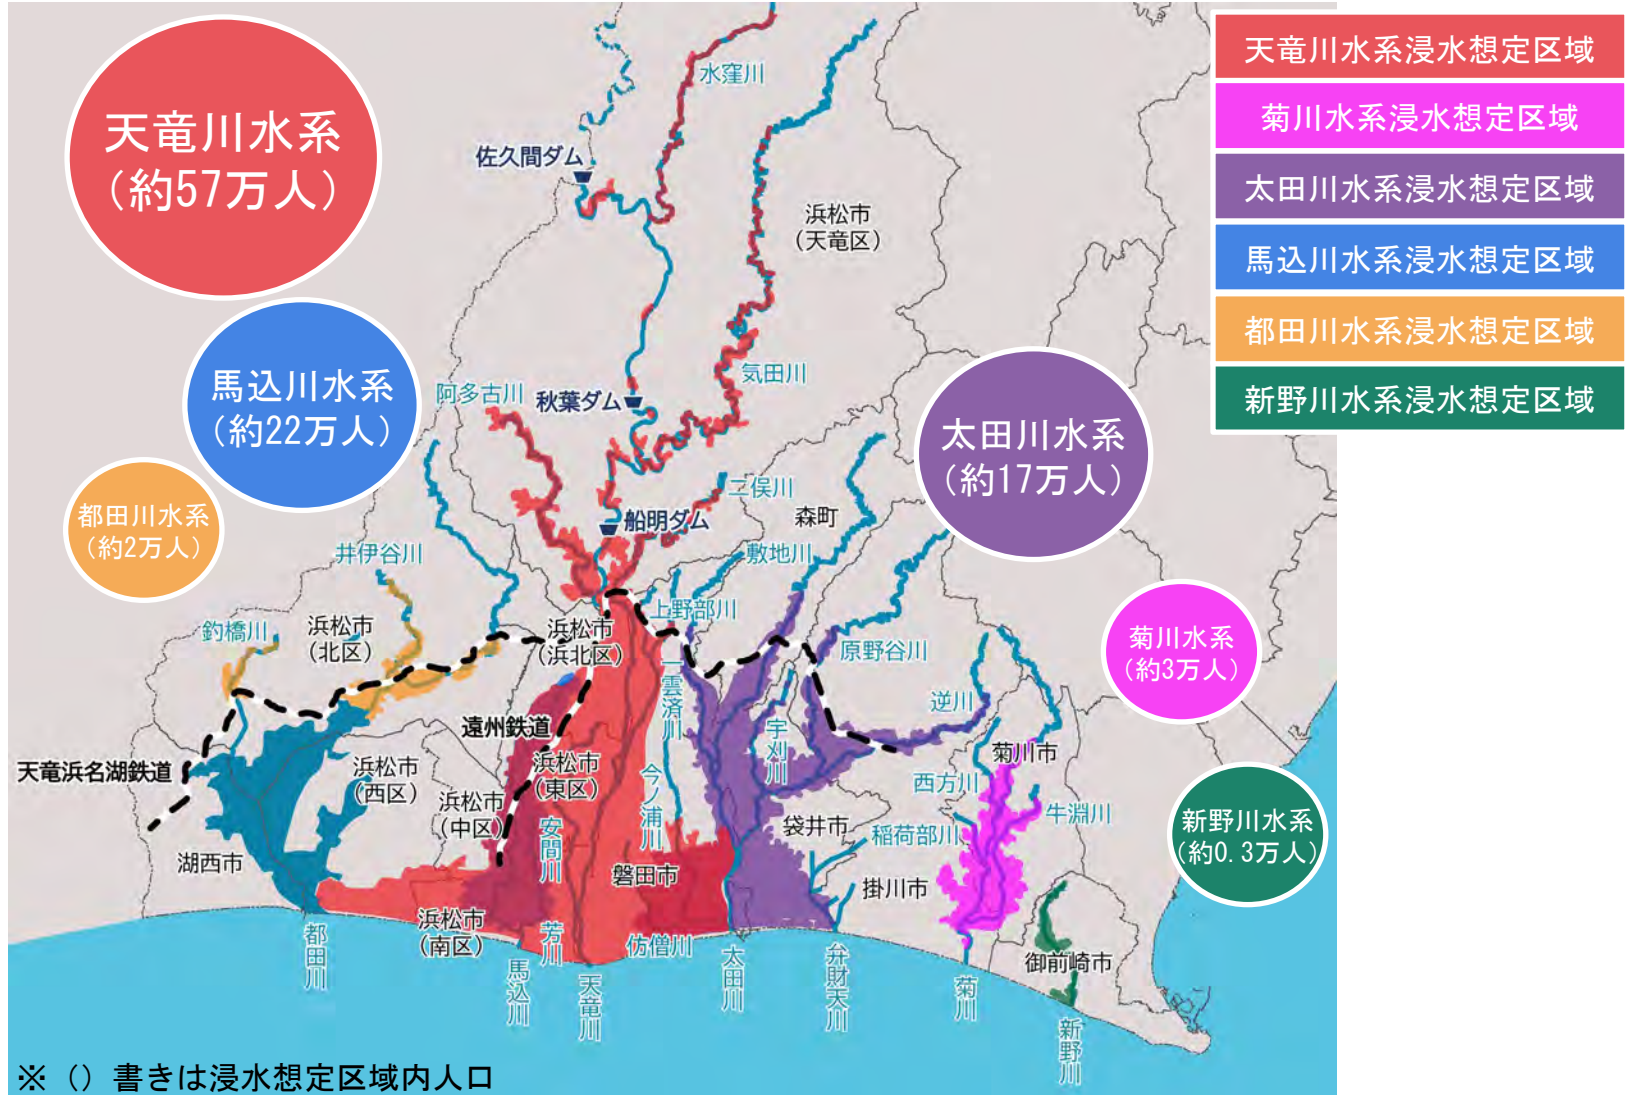 天竜川水系
（約57万人）
馬込川水系
（約22万人）
都田川水系
（約2万人）
太田川水系
（約17万人）
菊川水系
（約3万人）
新野川水系
（約0.3万人）
天竜川水系浸水想定区域
菊川水系浸水想定区域
太田川水系浸水想定区域
馬込川水系浸水想定区域
都田川水系浸水想定区域
新野川水系浸水想定区域
水窪川
佐久間ダム
浜松市
（天竜区）
気田川
阿多古川
秋葉ダム
二俣川
船明ダム
森町
井伊谷川
敷地川
上野部川
釣橋川
浜松市
（北区）
浜松市
（浜北区）
原野谷川
一雲済川
逆川
遠州鉄道
宇刈川
菊川市
天竜浜名湖鉄道
浜松市
（西区）
浜松市
（東区）
今ノ浦川
西方川
浜松市
（中区）
牛淵川
安間川
袋井市
稲荷部川
湖西市
磐田市
掛川市
浜松市
（南区）
芳川
仿僧川
都田川
馬込川
天竜川
太田川
弁財天川
菊川
御前崎市
新野川
※（）書きは浸水想定区域内人口